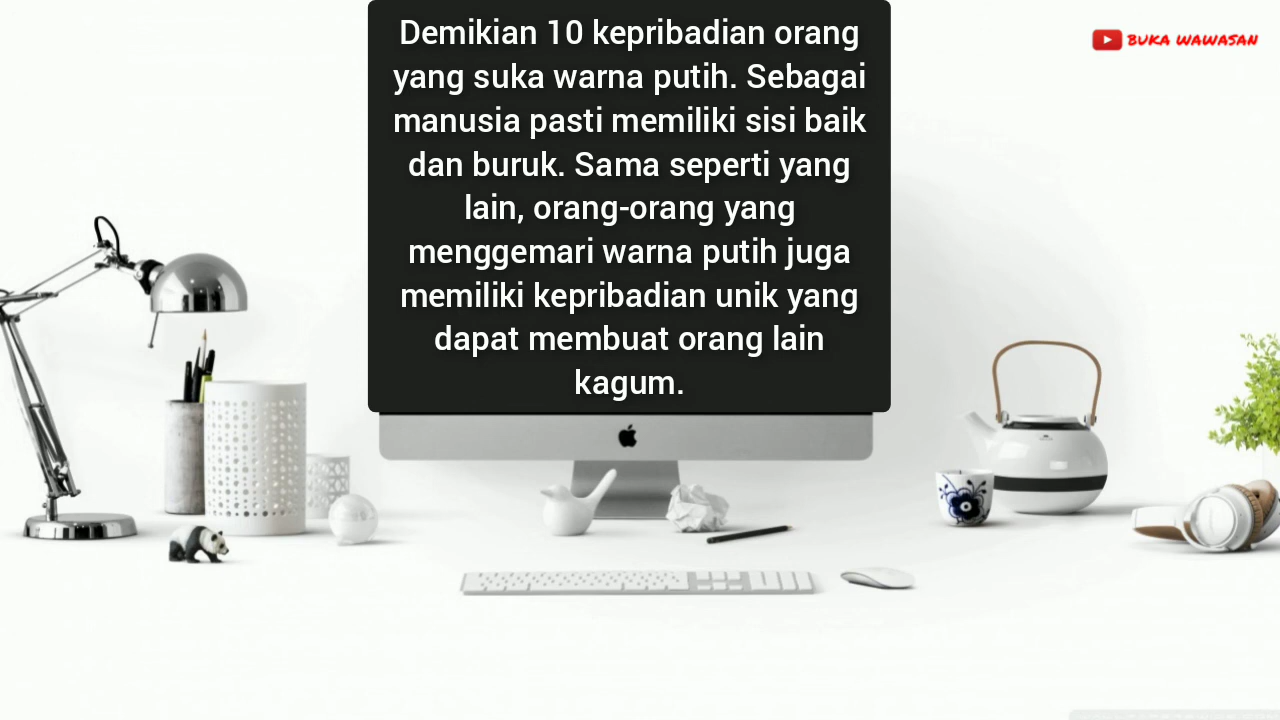 Demikian 10 kepribadian orang
yang suka warna putih. Sebagai
manusia pasti memiliki sisi baik
dan buruk. Sama seperti yang
lain, orang-orang yang
menggemari warna putih juga
memiliki kepribadian unik yang
dapat membuat orang lain
kagum.
BUKA WAWASAN